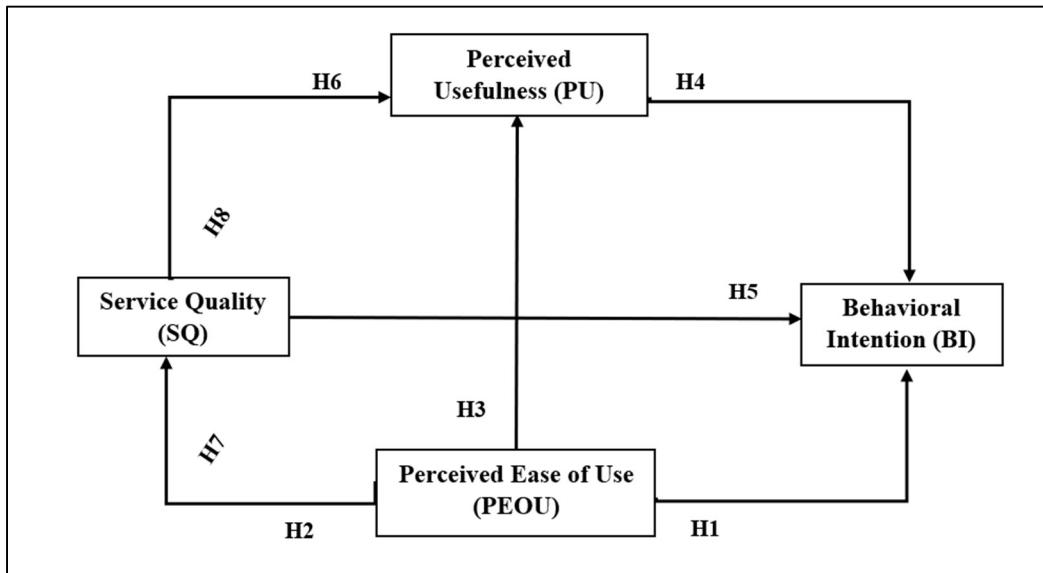 Perceived
Usefulness (PU)
H6
H4
H8
Service Quality
(SQ)
H5
Behavioral
Intention (BI)
H3
H7
Perceived Ease of Use
(PEOU)
H2
H1